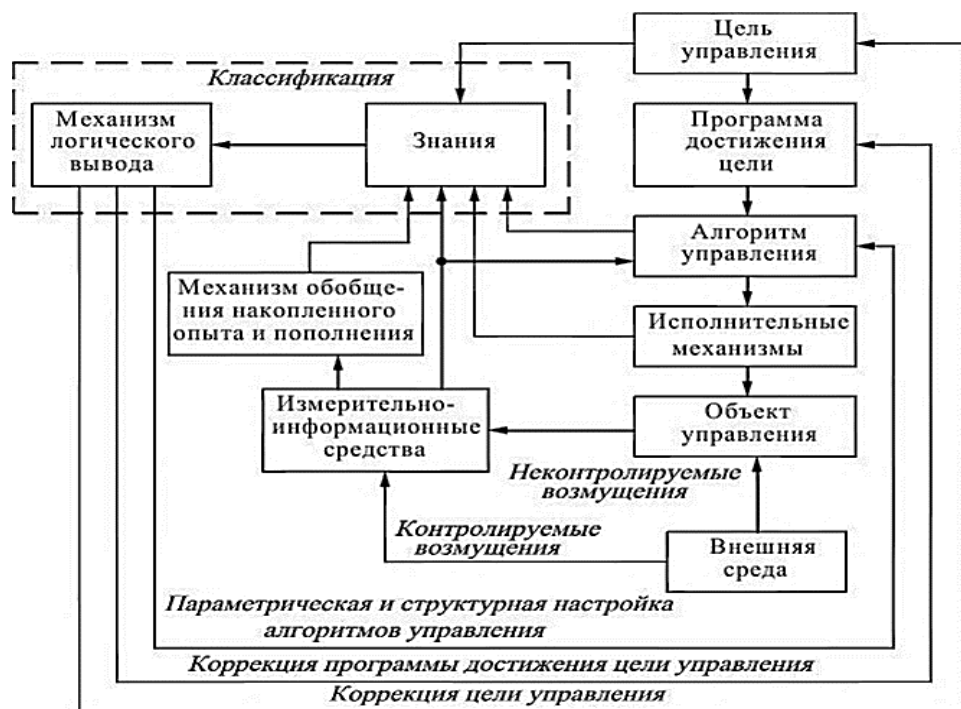 Цель
управления
Классификация
Механизм
логического
вывода
Знания
Программа
достижения
цели
Алгоритм
управления
Механизм обобще-
ния накопленного
опыта и пополнения
Исполнительные
механизмы
Измерительно-
информационные
средства
Объект
управления
Неконтролируемые
возмущения
Контролируемые
возмущения
Внешняя
среда
Параметрическая и структурная настройка
алгоритмов управления
Коррекция программы достижения цели управления
Коррекция цели управления